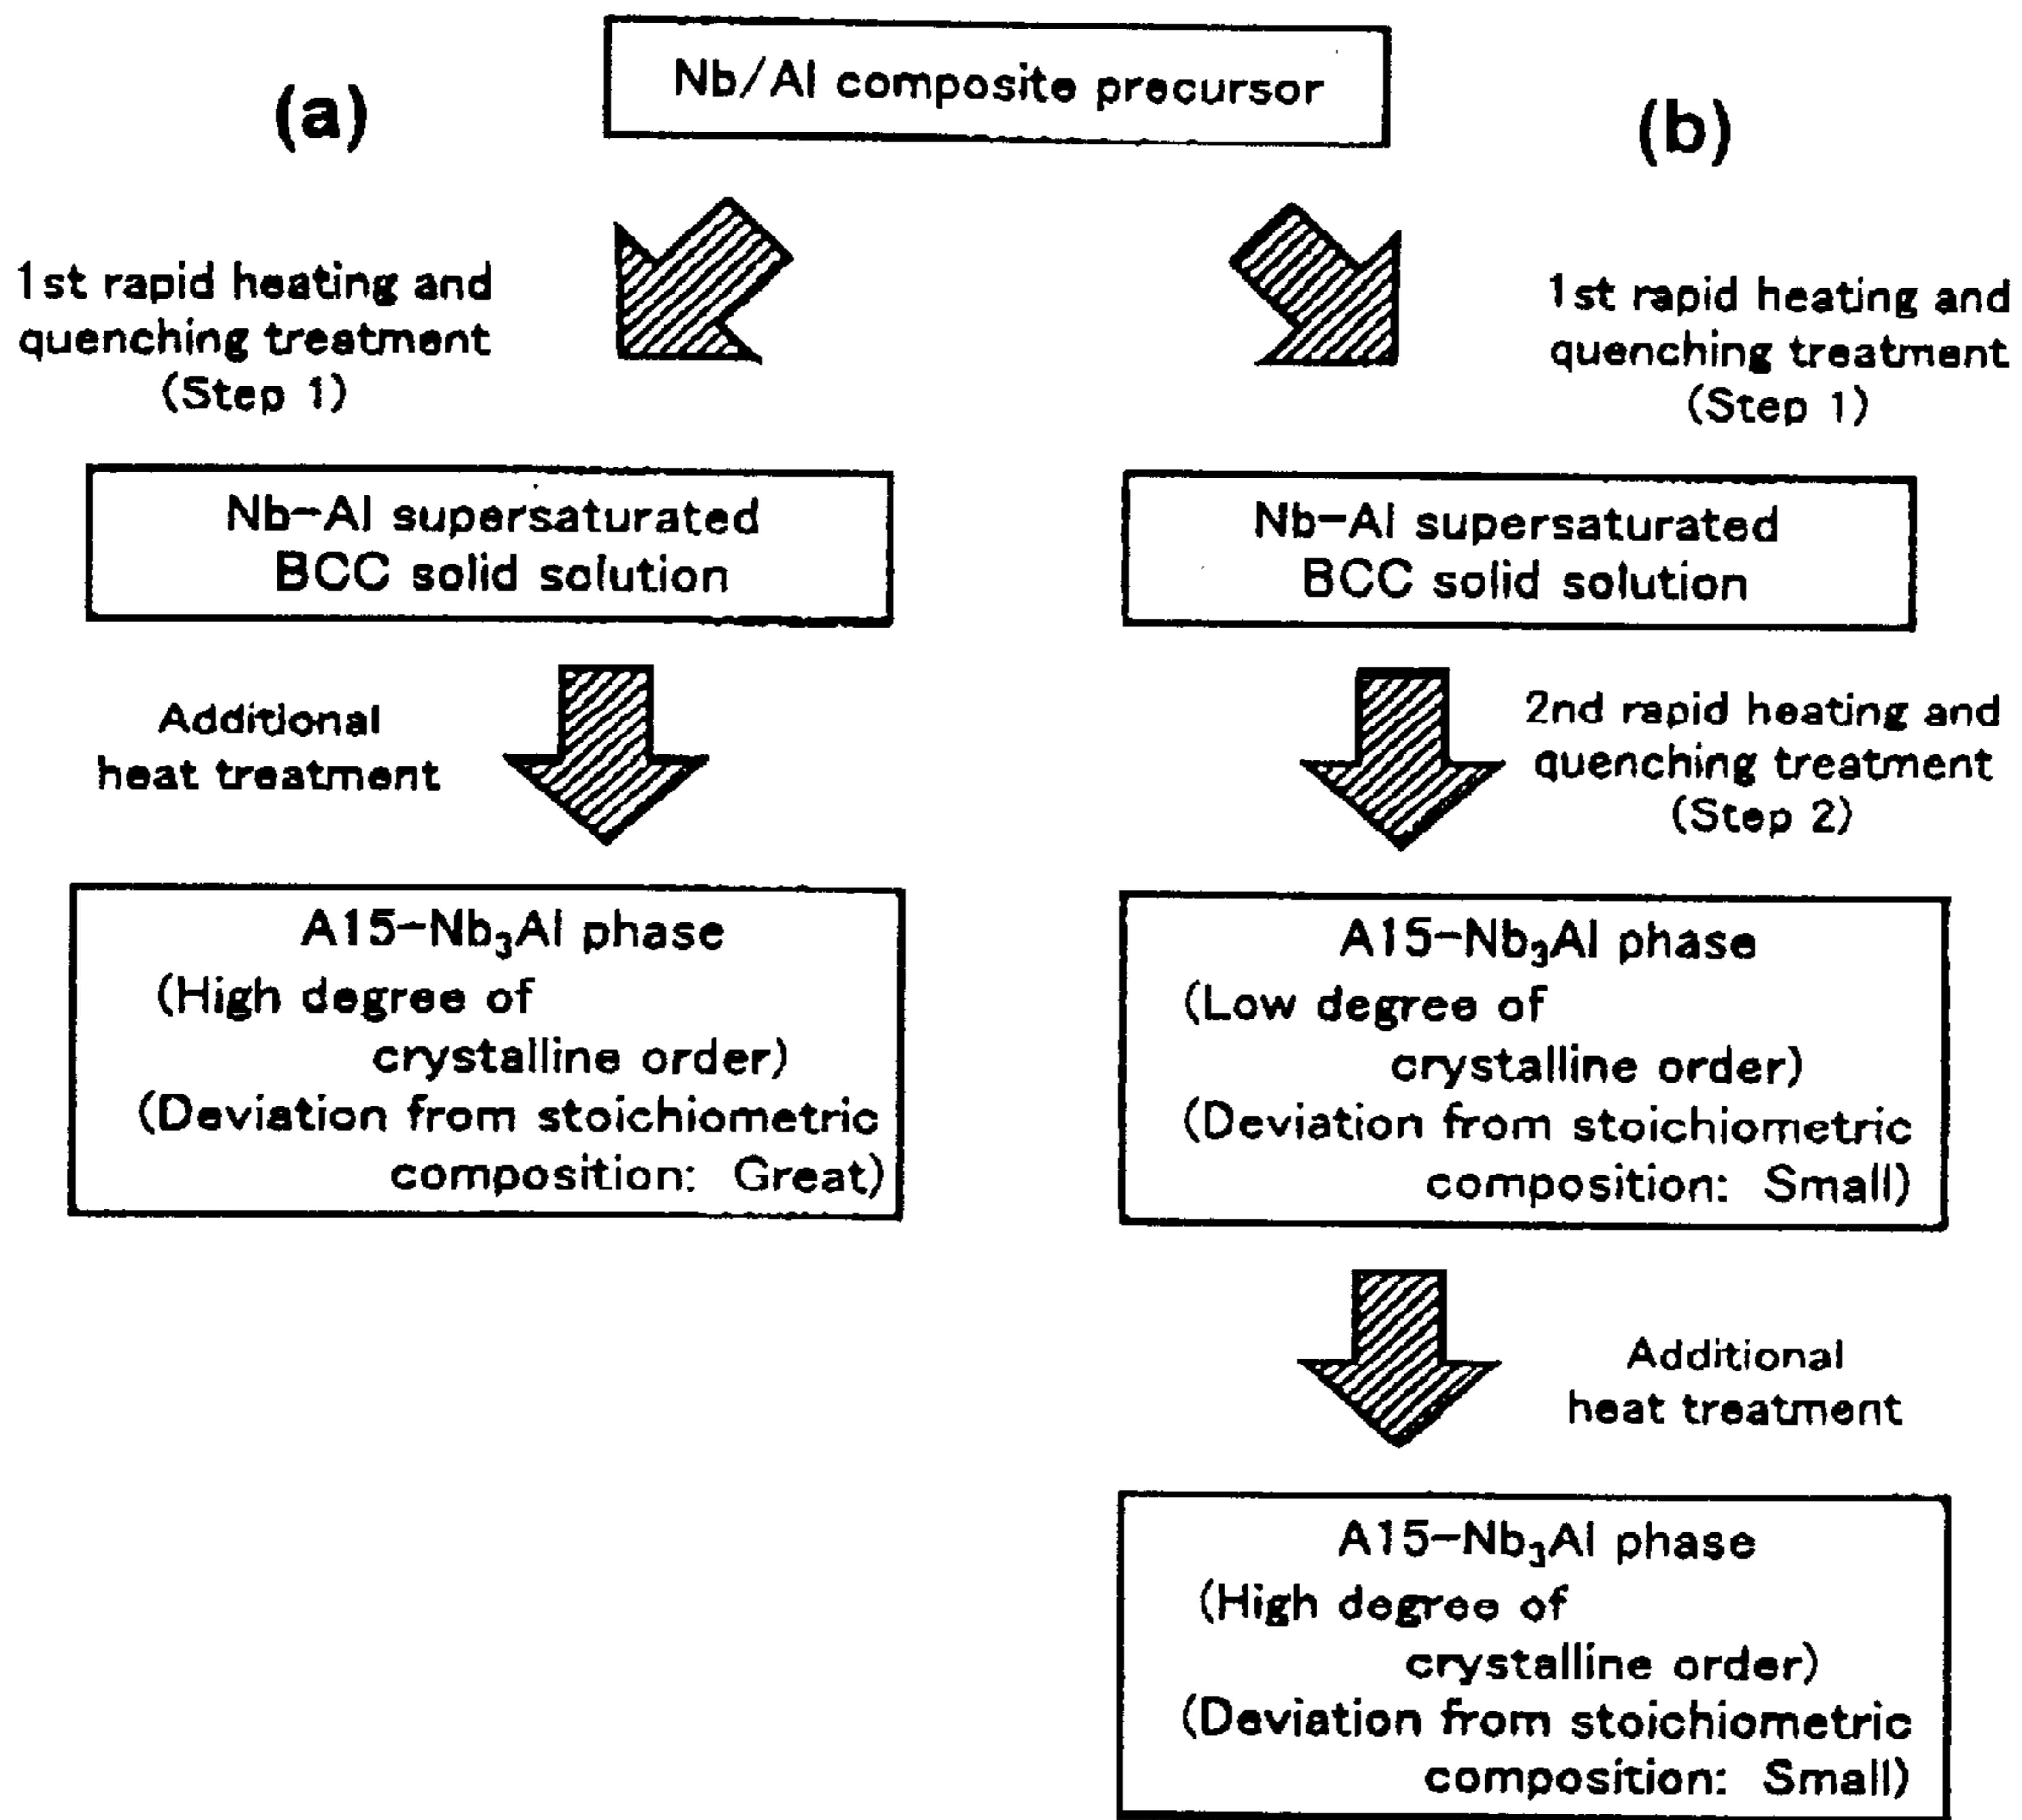 Nb/Al composite precursor
(a)
(b)
1st rapid heating and
quenching treatment
(Step 1)
1st rapid heating and
quenching treatment
(Step 1)
Nb-Al supersaturated
BCC solid solution
Nb-Al supersaturated
BCC solid solution
Additional
heat treatment
2nd rapid heating and
quenching treatment
(Step 2)
A15-Nb₃Al phase
(High degree of
crystalline order)
(Deviation from stoichiometric
composition: Great)
A15-Nb₃Al phase
(Low degree of
crystalline order)
(Deviation from stoichiometric
composition: Small)
Additional
heat treatment
A15-Nb₃Al phase
(High degree of
crystalline order)
(Deviation from stoichiometric
composition: Small)